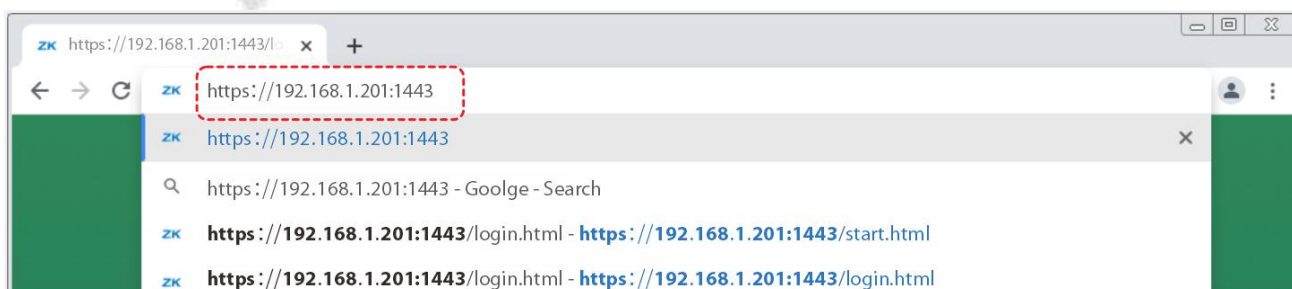 ZK https://192.168.1.201:1443/lo
ZK https://192.168.1.201:1443
ZK https://192.168.1.201:1443
https://192.168.1.201:1443 - Goolge - Search
ZK https://192.168.1.201:1443/login.html - https://192.168.1.201:1443/start.html
ZK https://192.168.1.201:1443/login.html - https://192.168.1.201:1443/login.html